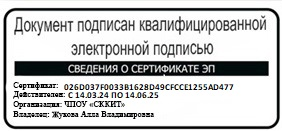 Документ подписан квалифицированной
электронной подписью
СВЕДЕНИЯ О СЕРТИФИКАТЕ ЭП
Сертификат: 026D037F0033B1628D49CFCCE1255AD477
Действителен: С 14.03.24 ПО 14.06.25
Организация: ЧПОУ «СККИТ»
Владелец: Жукова Алла Владимировна